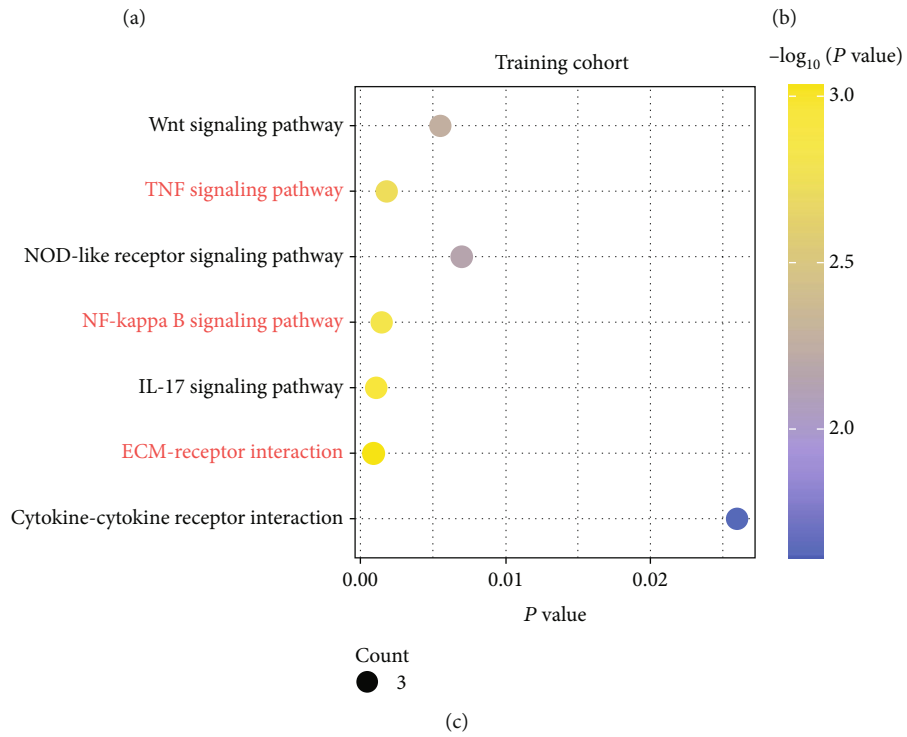 (a)
(b)
Training cohort
–log10 (P value)
Wnt signaling pathway
TNF signaling pathway
NOD-like receptor signaling pathway
NF-kappa B signaling pathway
IL-17 signaling pathway
ECM-receptor interaction
Cytokine-cytokine receptor interaction
3.0
2.5
2.0
0.00 0.01 0.02
P value
Count
3
(c)